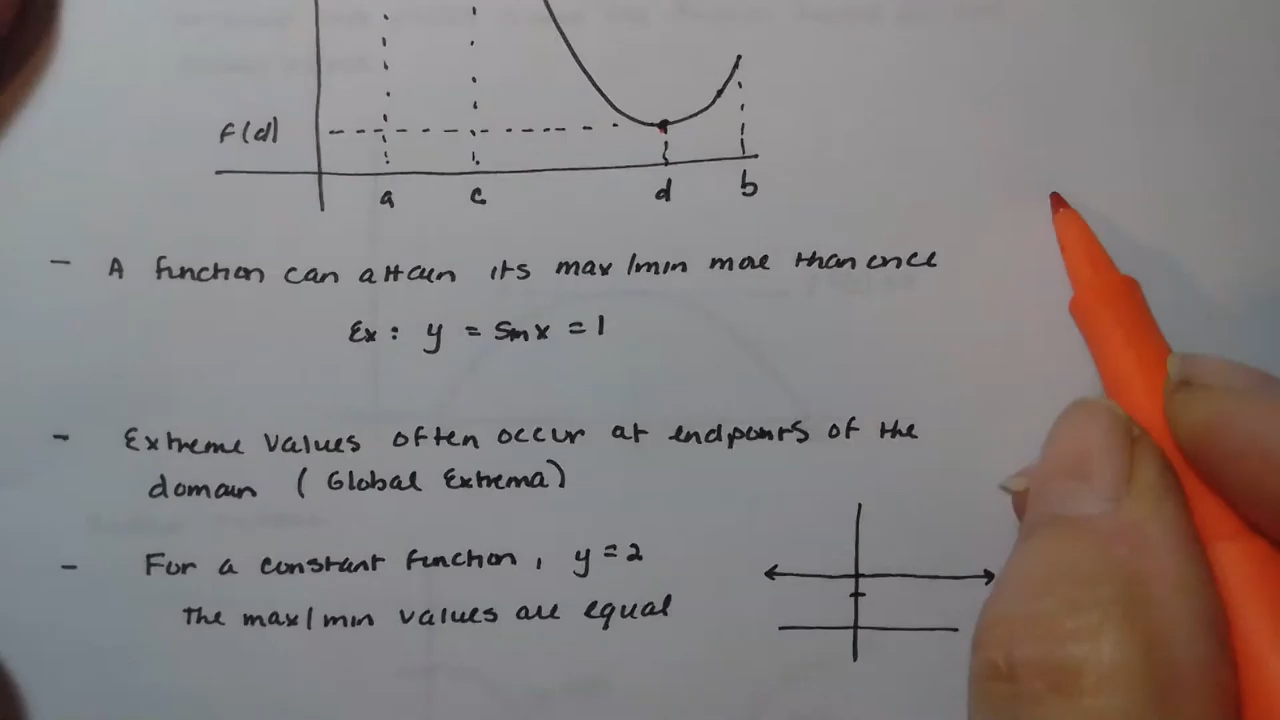 f(d)
a c d b
- A function can attain its max/min more than once
Ex: y = sin x = 1
- Extreme values often occur at endpoints of the
domain (Global Extrema)
- For a constant function, y = 2
The max/min values are equal